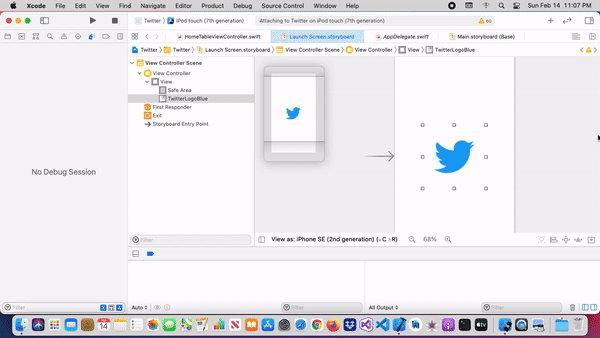 Xcode File Edit View Find Navigate Editor Product Debug Source Control Window Help Sun Feb 14 11:07 PM
Twitter iPod touch (7th generation) Attaching to Twitter on iPod touch (7th generation) 80
HomeTableViewController.swift Launch Screen.storyboard AppDelegate.swift Main.storyboard (Base)
Twitter Twitter Launch Screen.storyboard View Controller Scene View Controller View TwitterLogoBlue
View Controller Scene
View Controller
View
Safe Area
TwitterLogoBlue
First Responder
Exit
Storyboard Entry Point
No Debug Session
Filter View as: iPhone SE (2nd generation) 68%
Filter Auto Filter All Output Filter